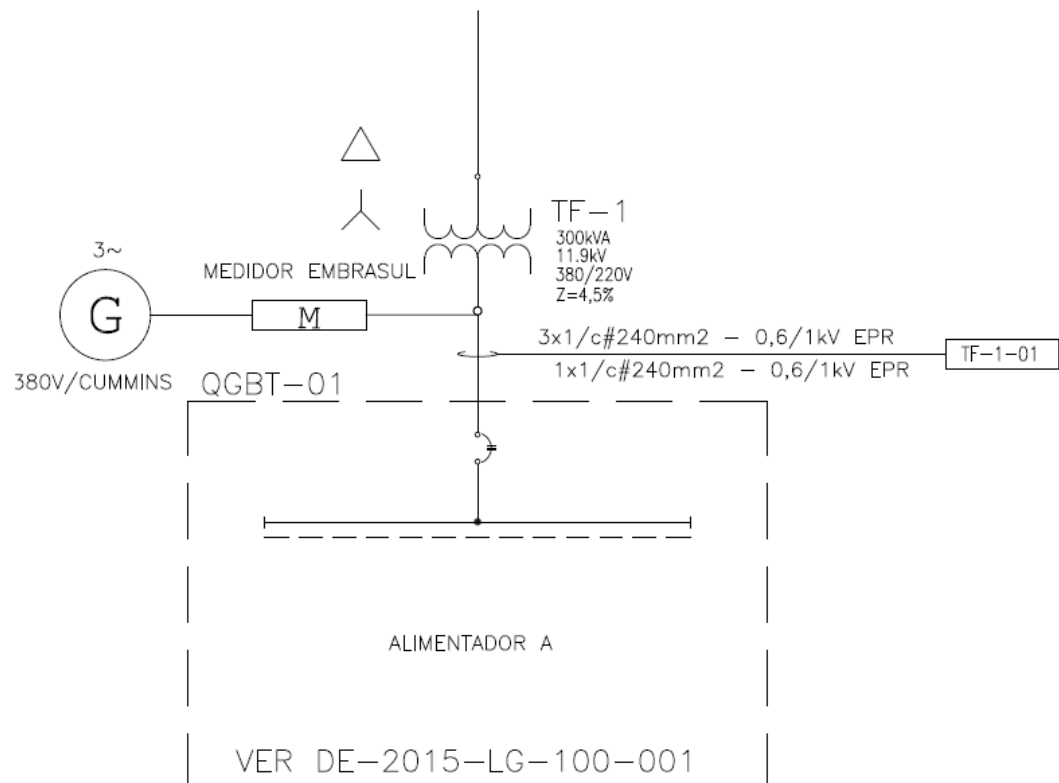 TF-1
300kVA
11.9kV
380/220V
Z=4,5%
3~
G
MEDIDOR EMBRASUL
M
380V/CUMMINS
3x1/c#240mm2 - 0,6/1kV EPR
1x1/c#240mm2 - 0,6/1kV EPR
TF-1-01
QGBT-01
ALIMENTADOR A
VER DE-2015-LG-100-001